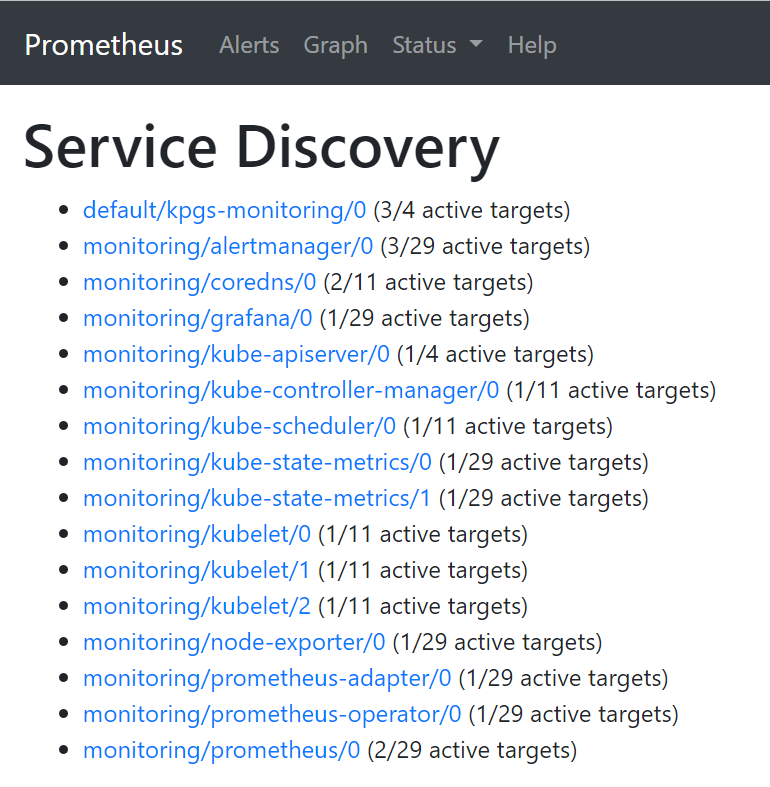 Prometheus Alerts Graph Status Help
Service Discovery
default/kpgs-monitoring/0 (3/4 active targets)
monitoring/alertmanager/0 (3/29 active targets)
monitoring/coredns/0 (2/11 active targets)
monitoring/grafana/0 (1/29 active targets)
monitoring/kube-apiserver/0 (1/4 active targets)
monitoring/kube-controller-manager/0 (1/11 active targets)
monitoring/kube-scheduler/0 (1/11 active targets)
monitoring/kube-state-metrics/0 (1/29 active targets)
monitoring/kube-state-metrics/1 (1/29 active targets)
monitoring/kubelet/0 (1/11 active targets)
monitoring/kubelet/1 (1/11 active targets)
monitoring/kubelet/2 (1/11 active targets)
monitoring/node-exporter/0 (1/29 active targets)
monitoring/prometheus-adapter/0 (1/29 active targets)
monitoring/prometheus-operator/0 (1/29 active targets)
monitoring/prometheus/0 (2/29 active targets)